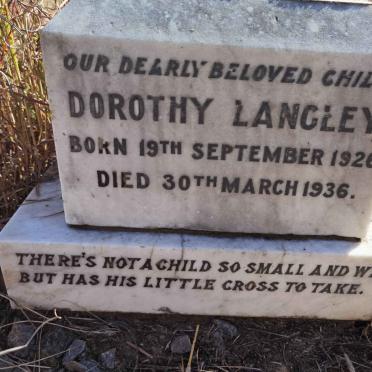 OUR DEARLY BELOVED CHIL
DOROTHY LANGLEY
BORN 19TH SEPTEMBER 1926
DIED 30TH MARCH 1936.
THERE'S NOT A CHILD SO SMALL AND W
BUT HAS HIS LITTLE CROSS TO TAKE.